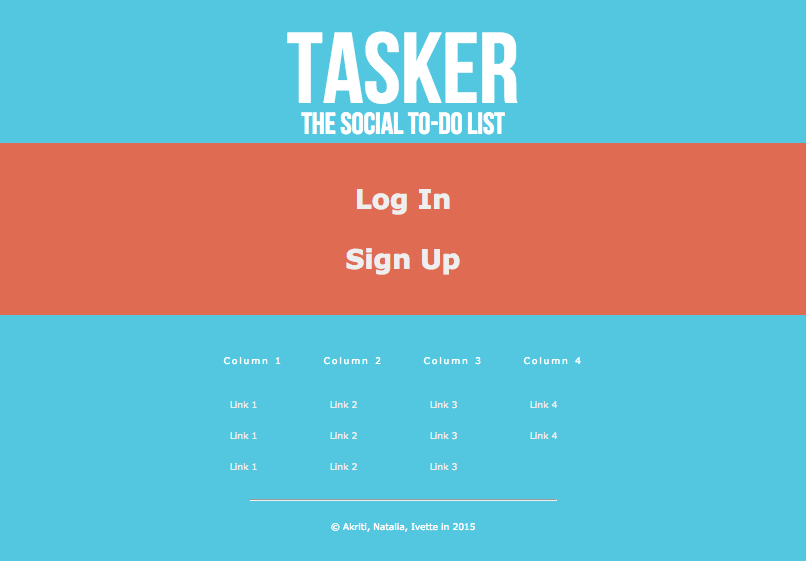 TASKER
THE SOCIAL TO-DO LIST
Log In
Sign Up
Column 1 Column 2 Column 3 Column 4
Link 1 Link 2 Link 3 Link 4
Link 1 Link 2 Link 3 Link 4
Link 1 Link 2 Link 3
© Akriti, Natalia, Ivette in 2015